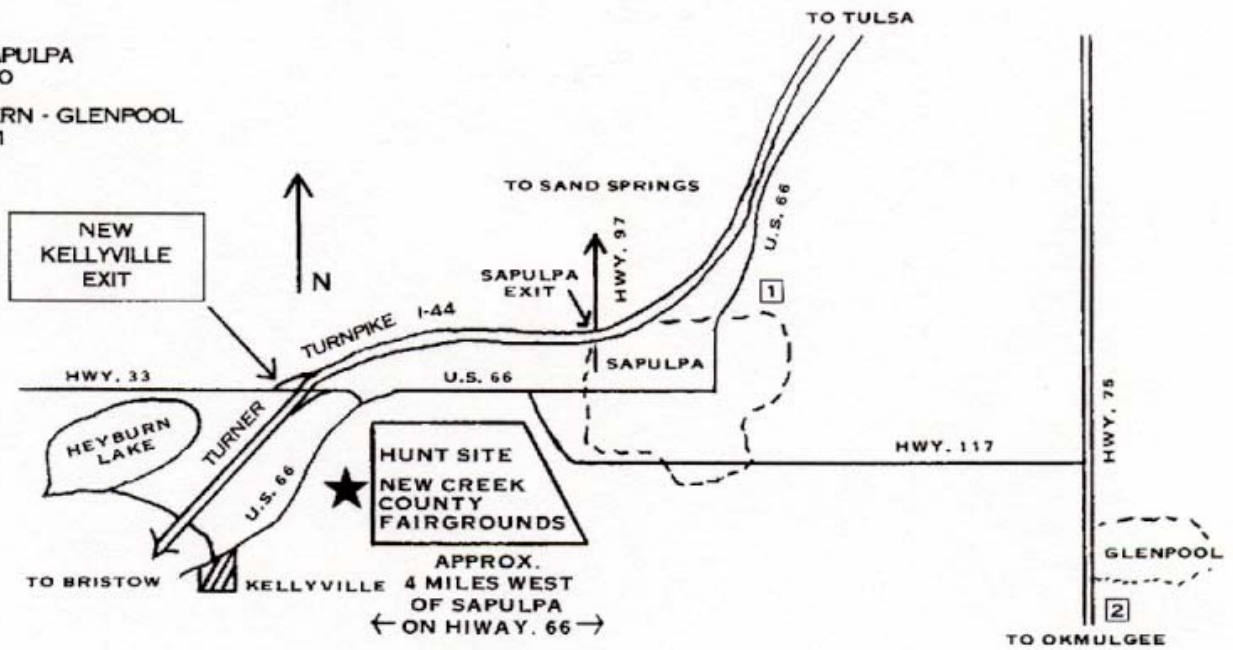 TO TULSA
- GLENPOOL
TO SAND SPRINGS
HWY. 97
U.S. 66
NEW
KELLYVILLE
EXIT
N
SAPULPA
EXIT
1
TURNPIKE I-44
SAPULPA
HWY. 33
U.S. 66
HEYBURN
LAKE
TURNER
U.S. 66
HUNT SITE
NEW CREEK
COUNTY
FAIRGROUNDS
HWY. 117
HWY. 75
GLENPOOL
TO BRISTOW
KELLYVILLE
APPROX.
4 MILES WEST
OF SAPULPA
ON HIWAY. 66
2
TO OKMULGEE